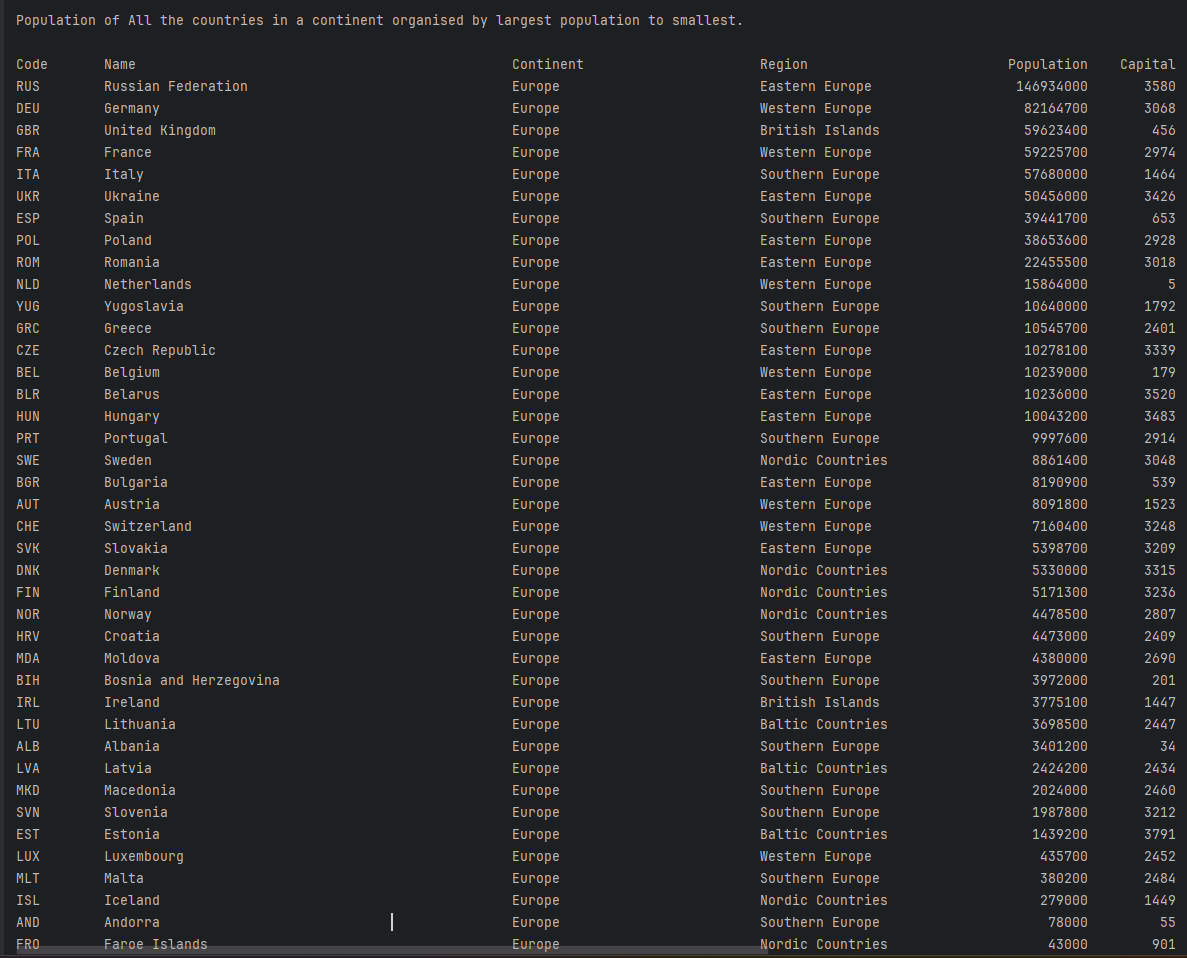 Population of All the countries in a continent organised by largest population to smallest.
Code Name Continent Region Population Capital
RUS Russian Federation Europe Eastern Europe 146934000 3580
DEU Germany Europe Western Europe 82164700 3068
GBR United Kingdom Europe British Islands 59623400 456
FRA France Europe Western Europe 59225700 2974
ITA Italy Europe Southern Europe 57680000 1464
UKR Ukraine Europe Eastern Europe 50456000 3426
ESP Spain Europe Southern Europe 39441700 653
POL Poland Europe Eastern Europe 38653600 2928
ROM Romania Europe Eastern Europe 22455500 3018
NLD Netherlands Europe Western Europe 15864000 5
YUG Yugoslavia Europe Southern Europe 10640000 1792
GRC Greece Europe Southern Europe 10545700 2401
CZE Czech Republic Europe Eastern Europe 10278100 3339
BEL Belgium Europe Western Europe 10239000 179
BLR Belarus Europe Eastern Europe 10236000 3520
HUN Hungary Europe Eastern Europe 10043200 3483
PRT Portugal Europe Southern Europe 9997600 2914
SWE Sweden Europe Nordic Countries 8861400 3048
BGR Bulgaria Europe Eastern Europe 8190900 539
AUT Austria Europe Western Europe 8091800 1523
CHE Switzerland Europe Western Europe 7160400 3248
SVK Slovakia Europe Eastern Europe 5398700 3209
DNK Denmark Europe Nordic Countries 5330000 3315
FIN Finland Europe Nordic Countries 5171300 3236
NOR Norway Europe Nordic Countries 4478500 2807
HRV Croatia Europe Southern Europe 4473000 2409
MDA Moldova Europe Eastern Europe 4380000 2690
BIH Bosnia and Herzegovina Europe Southern Europe 3972000 201
IRL Ireland Europe British Islands 3775100 1447
LTU Lithuania Europe Baltic Countries 3698500 2447
ALB Albania Europe Southern Europe 3401200 34
LVA Latvia Europe Baltic Countries 2424200 2434
MKD Macedonia Europe Southern Europe 2024000 2460
SVN Slovenia Europe Southern Europe 1987800 3212
EST Estonia Europe Baltic Countries 1439200 3791
LUX Luxembourg Europe Western Europe 435700 2452
MLT Malta Europe Southern Europe 380200 2484
ISL Iceland Europe Nordic Countries 279000 1449
AND Andorra Europe Southern Europe 78000 55
FRO Faroe Islands Europe Nordic Countries 43000 901